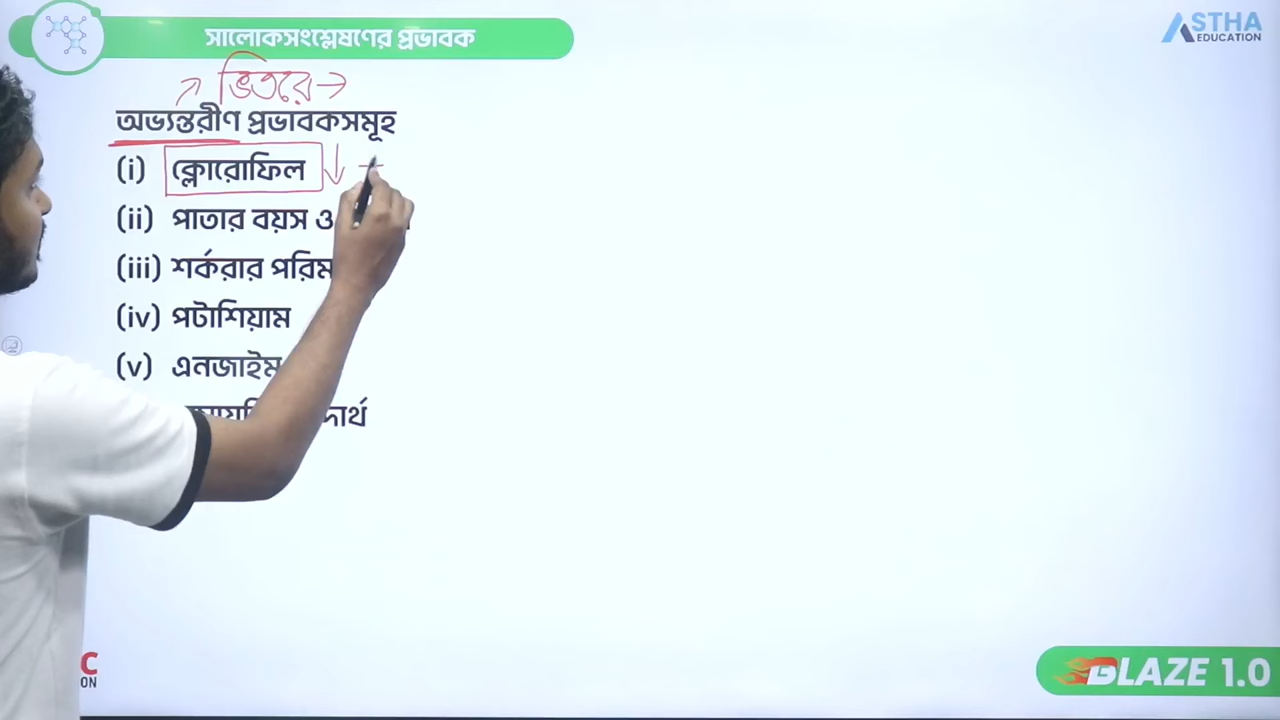 সালোকসংশ্লেষণের প্রভাবক
ASTHA
EDUCATION
ভিতরে
অভ্যন্তরীণ প্রভাবকসমূহ
(i) ক্লোরোফিল
(ii) পাতার বয়স ও
(iii) শর্করার
(iv) পটাশিয়াম
(v) এনজাইম
BLAZE 1.0